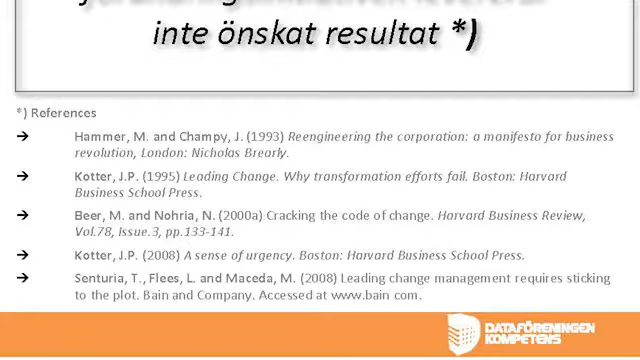 inte önskat resultat *)
*) References
→ Hammer, M. and Champy, J. (1993) Reengineering the corporation: a manifesto for business
revolution, London: Nicholas Brearly.
→ Kotter, J.P. (1995) Leading Change. Why transformation efforts fail. Boston: Harvard
Business School Press.
→ Beer, M. and Nohria, N. (2000a) Cracking the code of change. Harvard Business Review,
Vol.78, Issue.3, pp.133-141.
→ Kotter, J.P. (2008) A sense of urgency. Boston: Harvard Business School Press.
→ Senturia, T., Flees, L. and Maceda, M. (2008) Leading change management requires sticking
to the plot. Bain and Company. Accessed at www.bain com.
DATAFÖRENINGEN
KOMPETENS